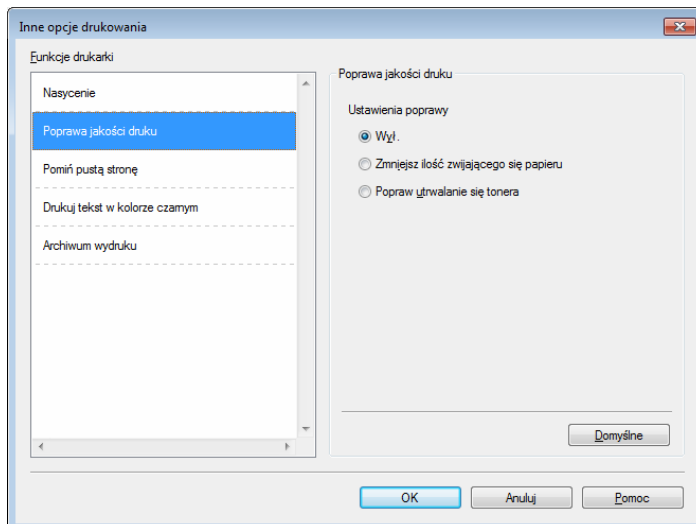 Inne opcje drukowania
Funkcje drukarki
Nasycenie
Poprawa jakości druku
Pomiń pustą stronę
Drukuj tekst w kolorze czarnym
Archiwum wydruku
Poprawa jakości druku
Ustawienia poprawy
Wył.
Zmniejsz ilość zwijającego się papieru
Popraw utrwalanie się tonera
Domyślne
OK
Anuluj
Pomoc